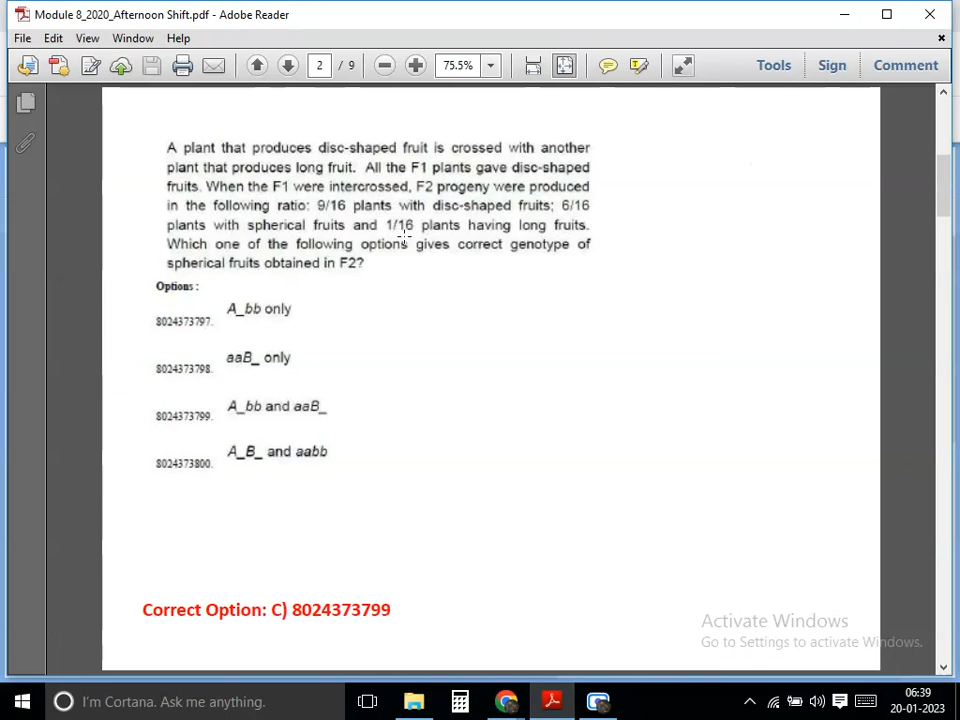 Module 8_2020_Afternoon Shift.pdf - Adobe Reader
File Edit View Window Help
2 / 9 75.5% Tools Sign Comment
A plant that produces disc-shaped fruit is crossed with another
plant that produces long fruit. All the F1 plants gave disc-shaped
fruits. When the F1 were intercrossed, F2 progeny were produced
in the following ratio: 9/16 plants with disc-shaped fruits; 6/16
plants with spherical fruits and 1/16 plants having long fruits.
Which one of the following options gives correct genotype of
spherical fruits obtained in F2?
Options :
A_bb only
8024373797.
aaB_ only
8024373798.
A_bb and aaB_
8024373799.
A_B_ and aabb
8024373800.
Correct Option: C) 8024373799
Activate Windows
Go to Settings to activate Windows.
I'm Cortana. Ask me anything.
06:39
20-01-2023